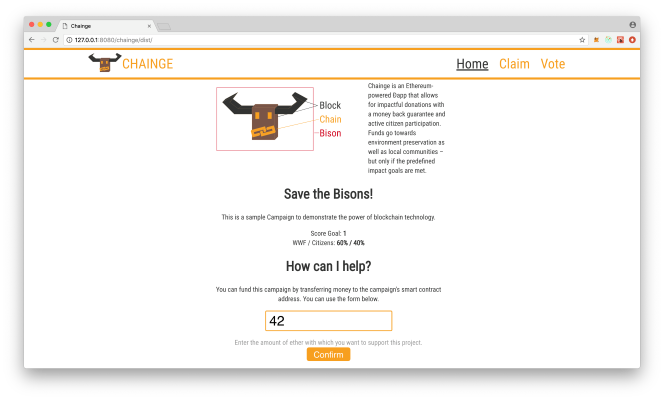 Chainge
127.0.0.1:8080/chainge/dist/
CHAINGE
Home Claim Vote
Block
Chain
Bison
Chainge is an Ethereum-
powered Dapp that allows
for impactful donations with
a money back guarantee and
active citizen participation.
Funds go towards
environment preservation as
well as local communities –
but only if the predefined
impact goals are met.
Save the Bisons!
This is a sample Campaign to demonstrate the power of blockchain technology.
Score Goal: 1
WWF / Citizens: 60% / 40%
How can I help?
You can fund this campaign by transferring money to the campaign's smart contract
address. You can use the form below.
42
Enter the amount of ether with which you want to support this project.
Confirm